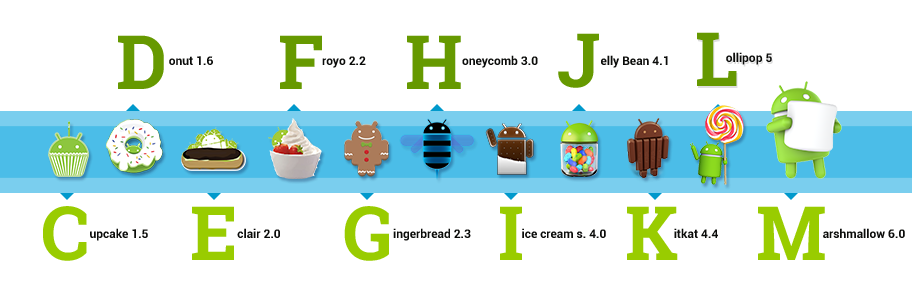 Donut 1.6
Froyo 2.2
Honeycomb 3.0
Jelly Bean 4.1
Lollipop 5
Cupcake 1.5
Eclair 2.0
Gingerbread 2.3
Iice cream s. 4.0
Kitkat 4.4
Marshmallow 6.0